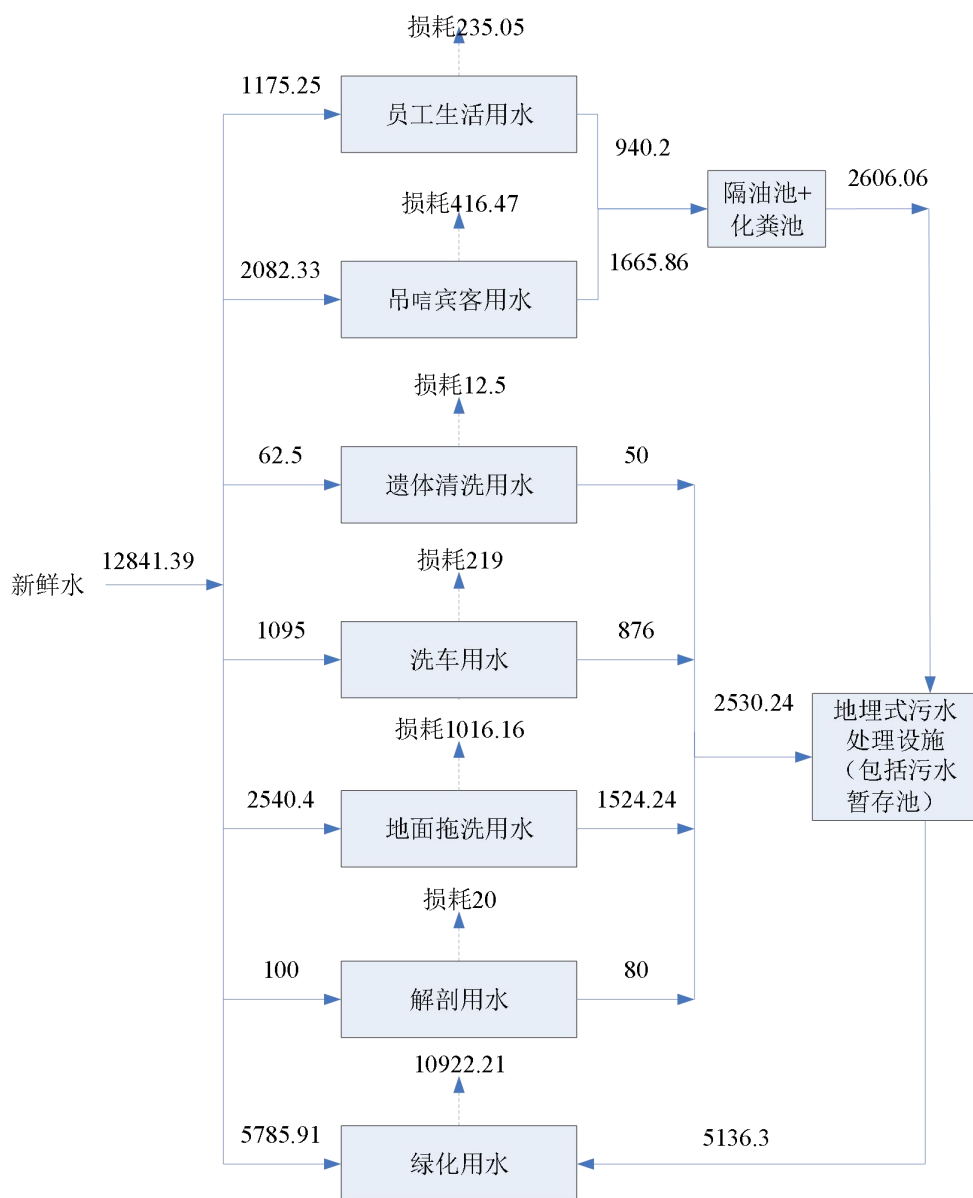 损耗235.05
1175.25
员工生活用水
940.2
损耗416.47
隔油池+
化粪池
2606.06
2082.33
吊唁宾客用水
1665.86
损耗12.5
62.5
遗体清洗用水
50
新鲜水
12841.39
损耗219
1095
洗车用水
876
损耗1016.16
2530.24
地埋式污水
处理设施
（包括污水
暂存池）
2540.4
地面拖洗用水
1524.24
损耗20
100
解剖用水
80
10922.21
5785.91
绿化用水
5136.3